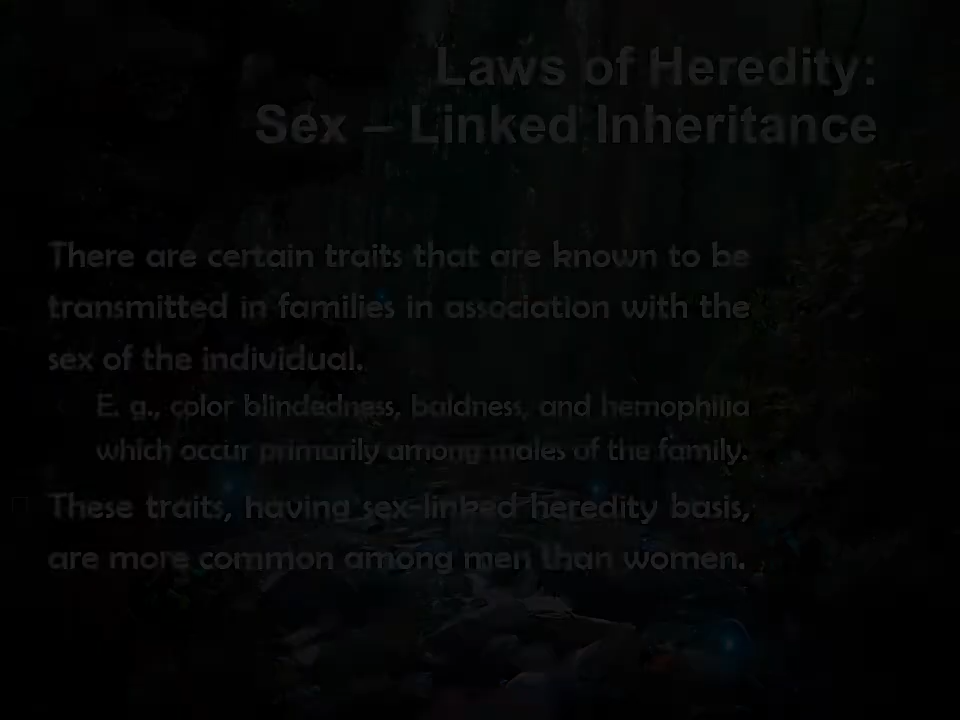 Laws of Heredity:
Sex – Linked Inheritance
There are certain traits that are known to be
transmitted in families in association with the
sex of the individual.
E. g., color blindedness, baldness, and hemophilia
which occur primarily among males of the family.
These traits, having sex-linked heredity basis,
are more common among men than women.